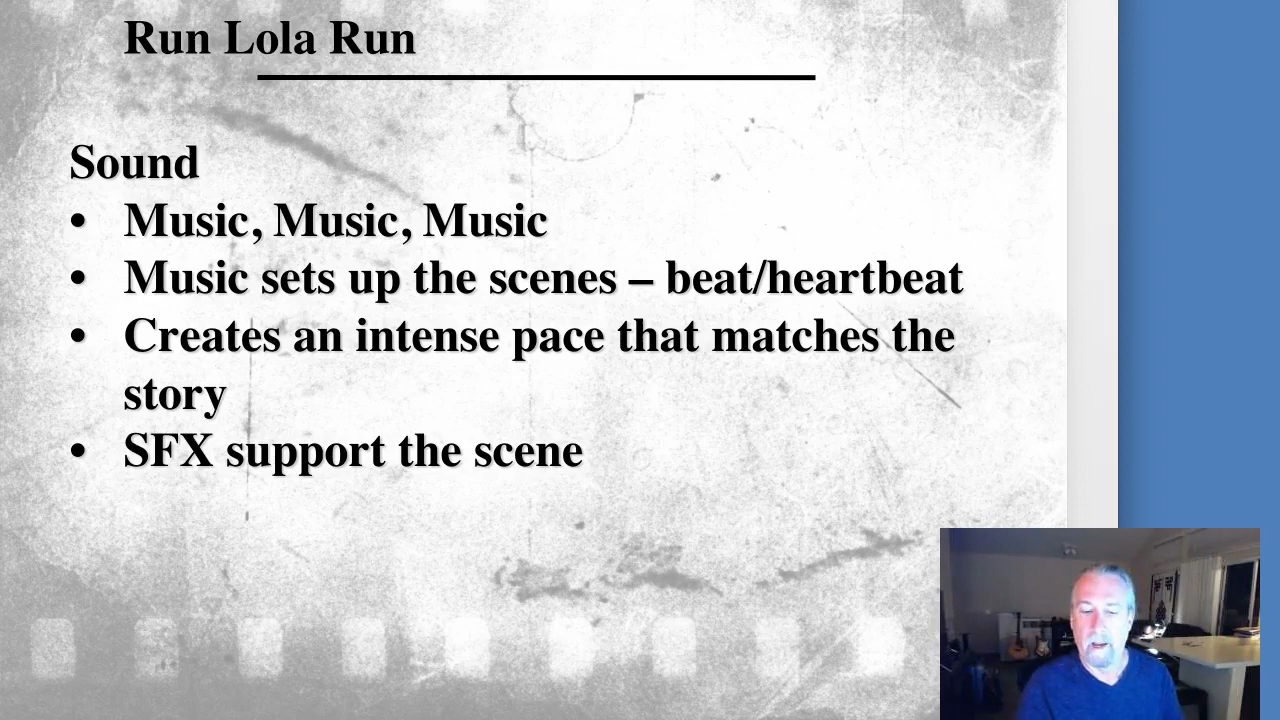 Run Lola Run
Sound
• Music, Music, Music
• Music sets up the scenes – beat/heartbeat
• Creates an intense pace that matches the
story
• SFX support the scene